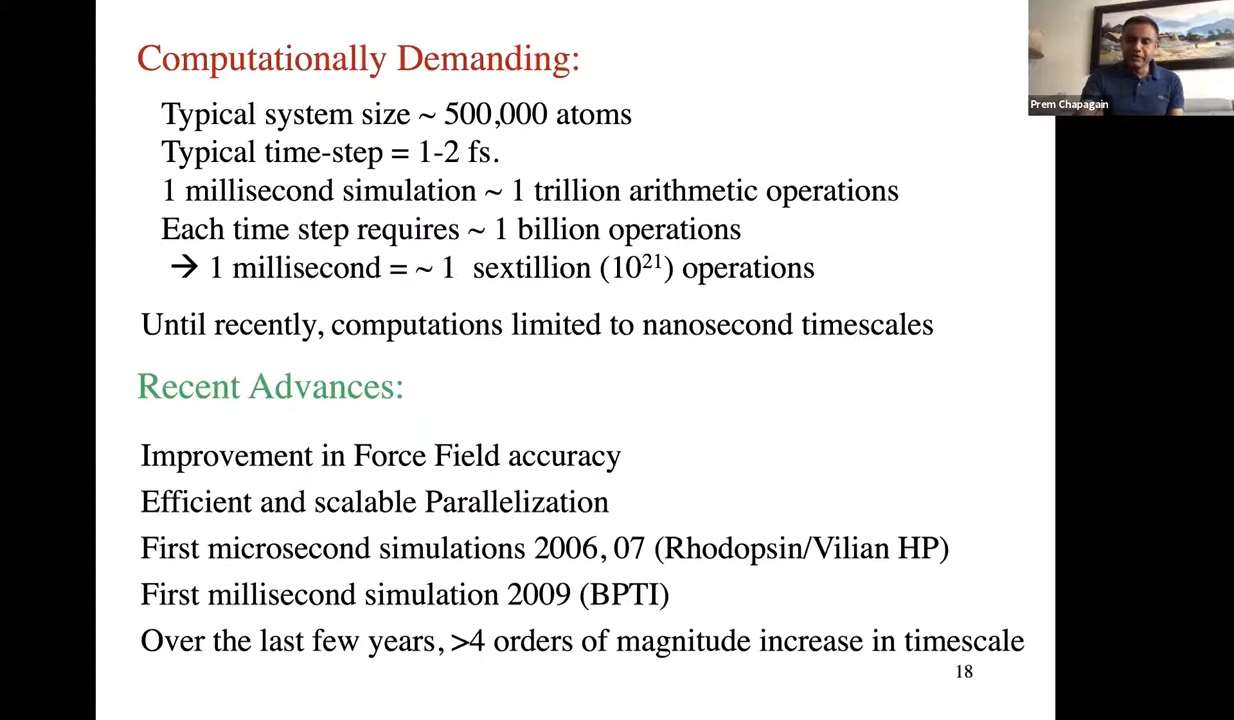 Computationally Demanding:
Typical system size ~ 500,000 atoms
Typical time-step = 1-2 fs.
1 millisecond simulation ~ 1 trillion arithmetic operations
Each time step requires ~ 1 billion operations
→ 1 millisecond = ~ 1 sextillion (10²¹) operations
Until recently, computations limited to nanosecond timescales
Recent Advances:
Improvement in Force Field accuracy
Efficient and scalable Parallelization
First microsecond simulations 2006, 07 (Rhodopsin/Vilian HP)
First millisecond simulation 2009 (BPTI)
Over the last few years, >4 orders of magnitude increase in timescale
18
Prem Chapagain